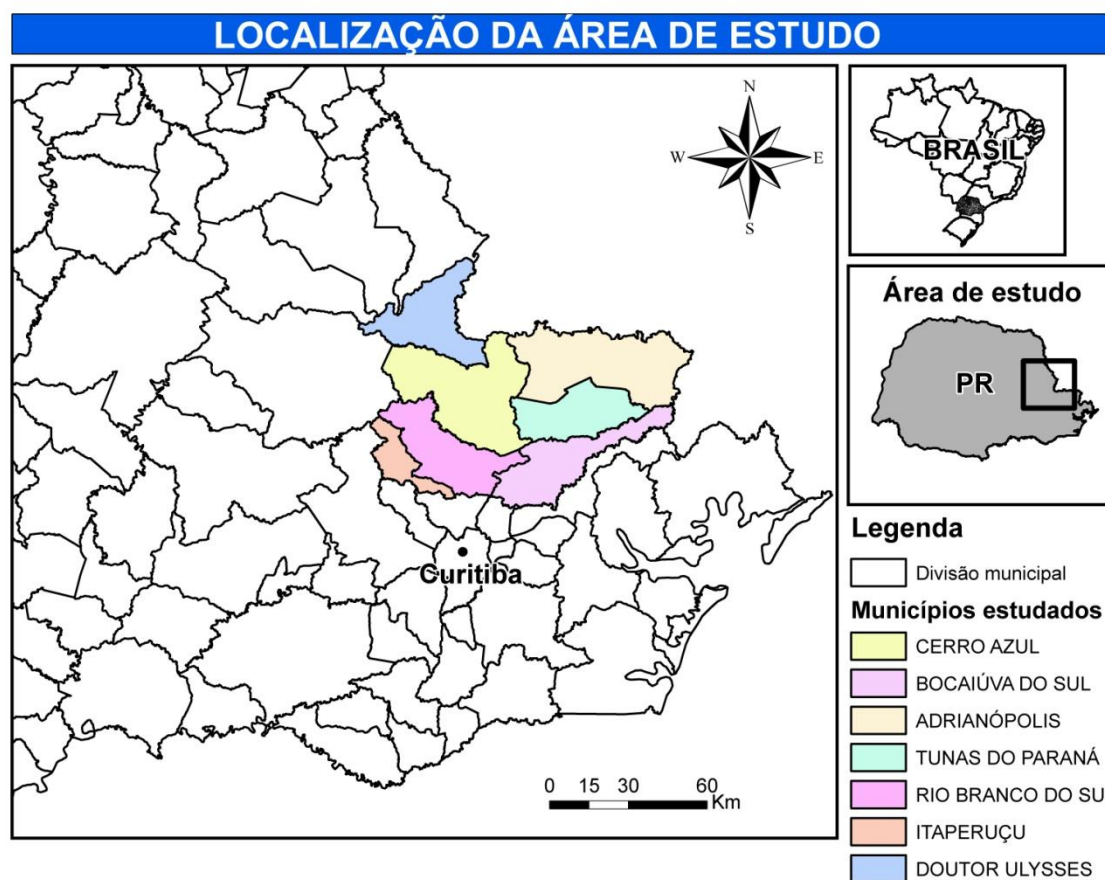 LOCALIZAÇÃO DA ÁREA DE ESTUDO
N
W
E
S
Curitiba
0 15 30 60
Km
BRASIL
Área de estudo
PR
Legenda
Divisão municipal
Municípios estudados
CERRO AZUL
BOCAIÚVA DO SUL
ADRIANÓPOLIS
TUNAS DO PARANÁ
RIO BRANCO DO SU
ITAPERUÇU
DOUTOR ULYSSES